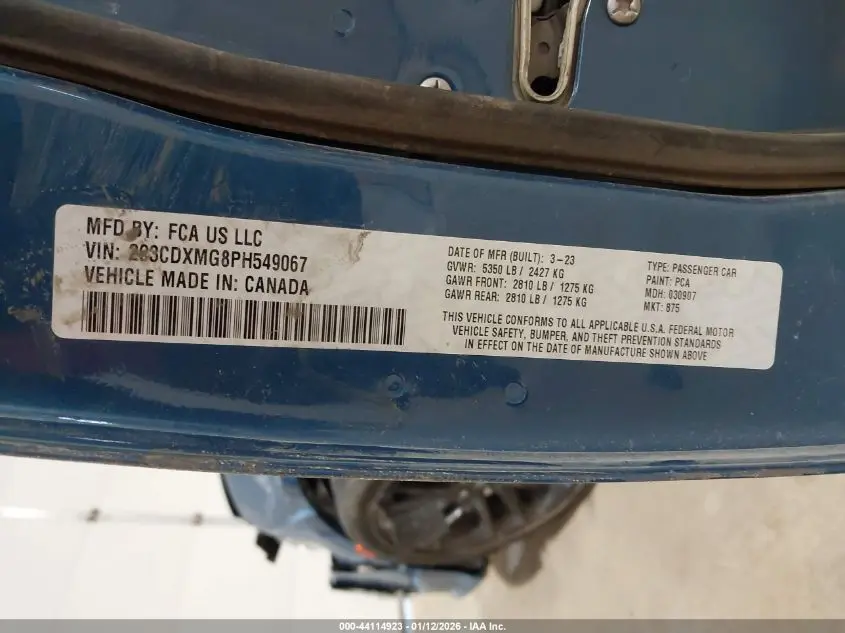 MFD BY: FCA US LLC
VIN: 2C3CDXMG8PH549067
VEHICLE MADE IN: CANADA
DATE OF MFR (BUILT): 3-23
GVWR: 5350 LB / 2427 KG
GAWR FRONT: 2810 LB / 1275 KG
GAWR REAR: 2810 LB / 1275 KG
TYPE: PASSENGER CAR
PAINT: PCA
MDH: 030907
MKT: 875
THIS VEHICLE CONFORMS TO ALL APPLICABLE U.S.A. FEDERAL MOTOR
VEHICLE SAFETY, BUMPER, AND THEFT PREVENTION STANDARDS
IN EFFECT ON THE DATE OF MANUFACTURE SHOWN ABOVE
000-44114923 - 01/12/2026 - IAA Inc.